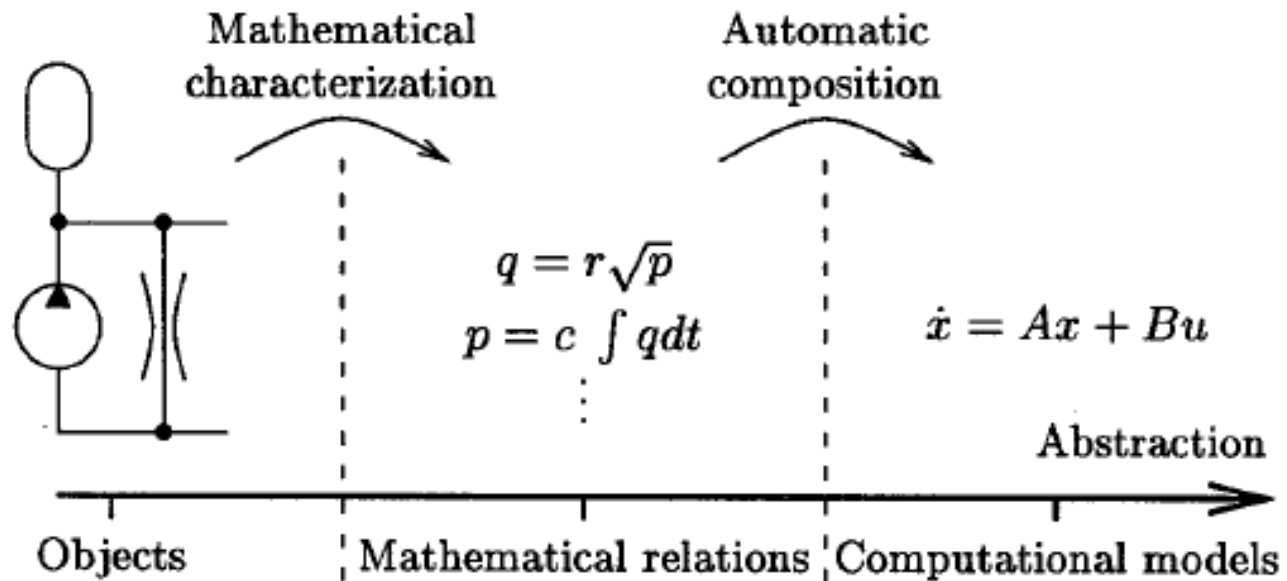 Mathematical
characterization
Automatic
composition
q = r√p
p = c ∫ qdt
⋮
ẋ = Ax + Bu
Abstraction
Objects
Mathematical relations
Computational models